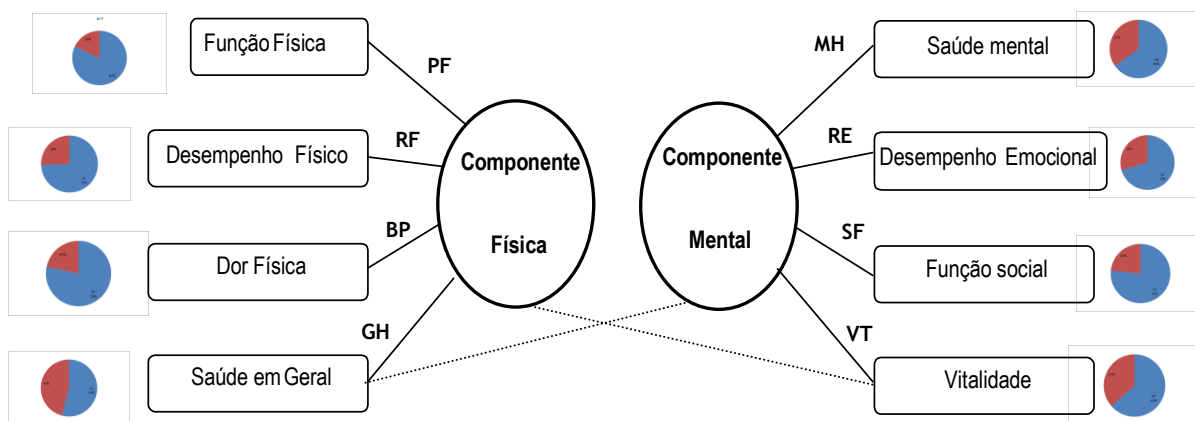 Função Física
PF
Desempenho Físico
RF
Dor Física
BP
Saúde em Geral
GH
Componente
Física
Componente
Mental
MH
Saúde mental
RE
Desempenho Emocional
SF
Função social
VT
Vitalidade